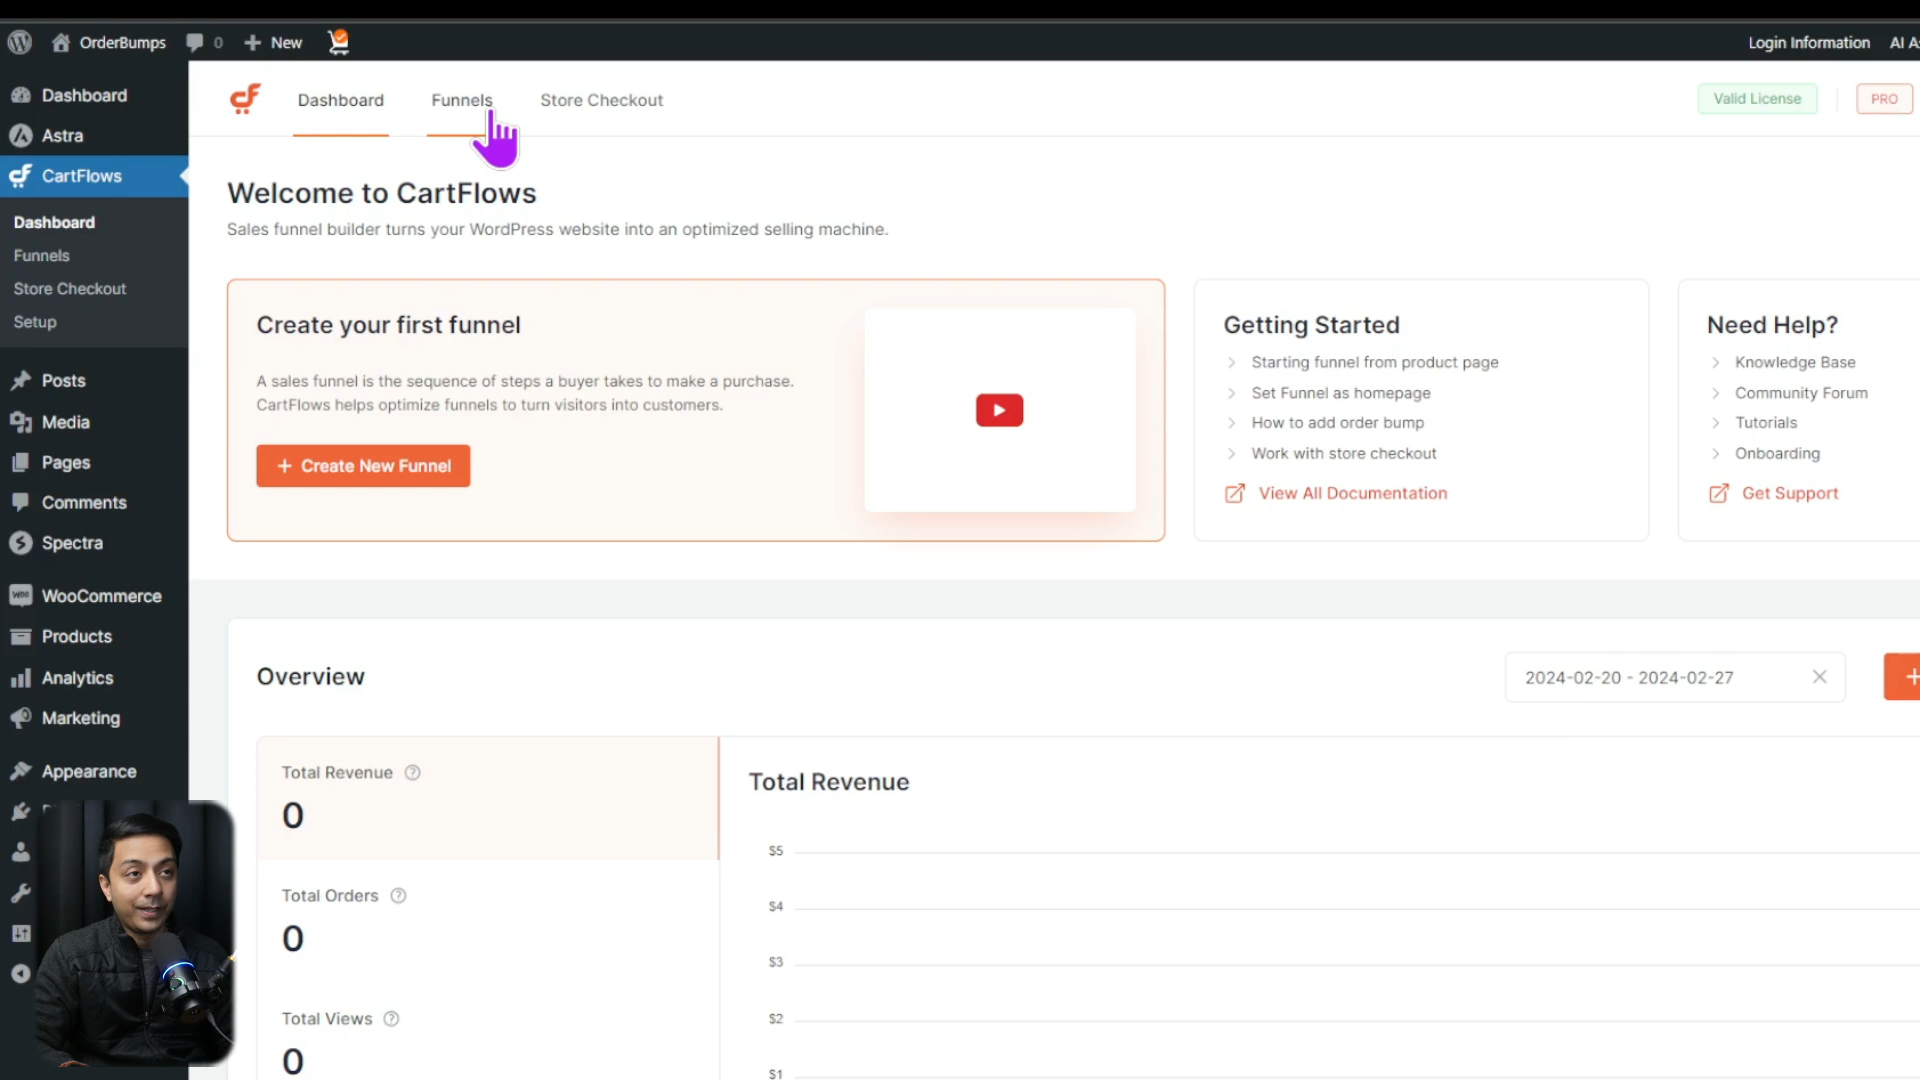 OrderBumps
0
New
Login Information
AI A
Dashboard
Astra
CartFlows
Dashboard
Funnels
Store Checkout
Setup
Posts
Media
Pages
Comments
Spectra
WooCommerce
Products
Analytics
Marketing
Appearance
Dashboard
Funnels
Store Checkout
Valid License
PRO
Welcome to CartFlows
Sales funnel builder turns your WordPress website into an optimized selling machine.
Create your first funnel
A sales funnel is the sequence of steps a buyer takes to make a purchase.
CartFlows helps optimize funnels to turn visitors into customers.
+ Create New Funnel
Getting Started
Starting funnel from product page
Set Funnel as homepage
How to add order bump
Work with store checkout
View All Documentation
Need Help?
Knowledge Base
Community Forum
Tutorials
Onboarding
Get Support
Overview
2024-02-20 - 2024-02-27
Total Revenue
0
Total Orders
0
Total Views
0
Total Revenue
$5
$4
$3
$2
$1